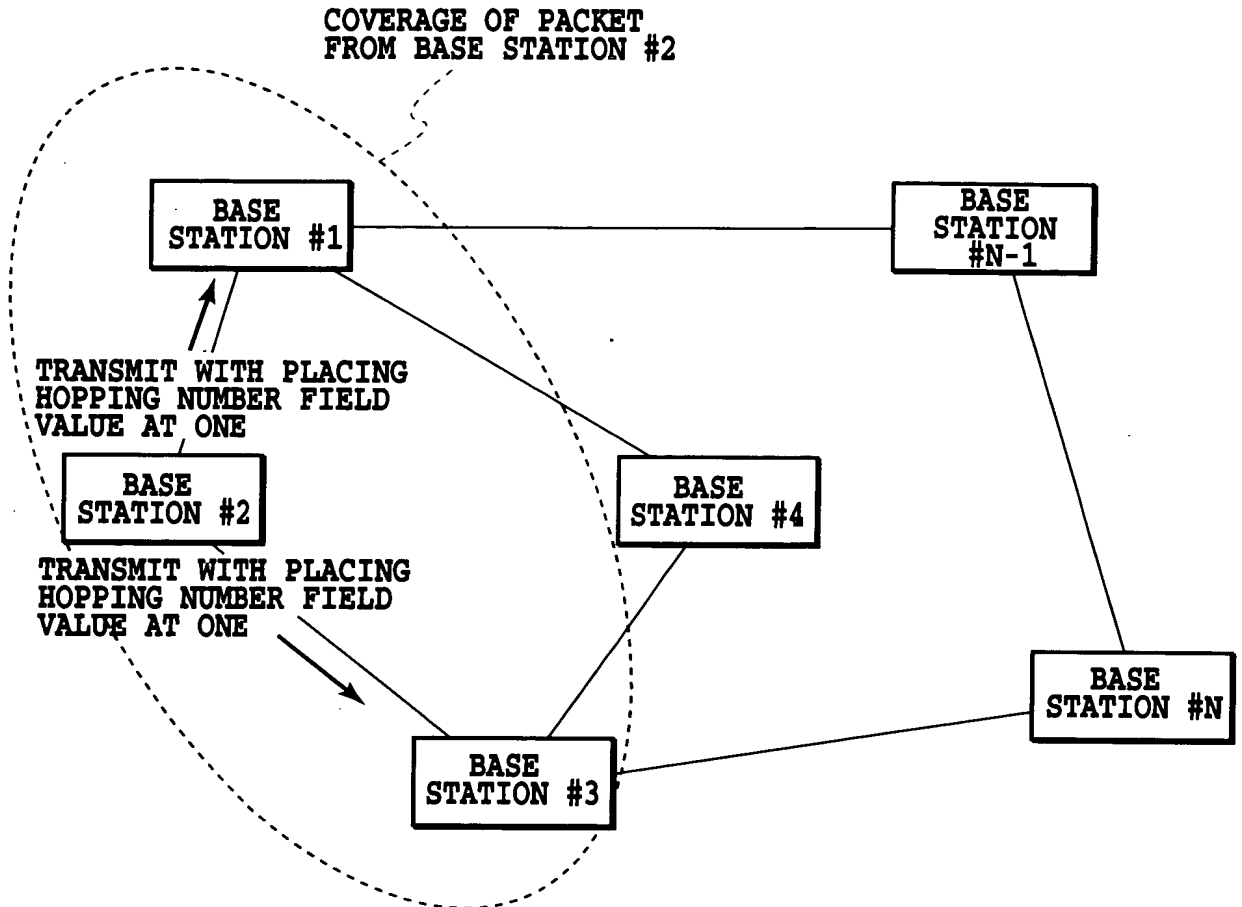 COVERAGE OF PACKET
FROM BASE STATION #2
BASE
STATION #1
BASE
STATION
#N-1
TRANSMIT WITH PLACING
HOPPING NUMBER FIELD
VALUE AT ONE
BASE
STATION #2
BASE
STATION #4
TRANSMIT WITH PLACING
HOPPING NUMBER FIELD
VALUE AT ONE
BASE
STATION #N
BASE
STATION #3